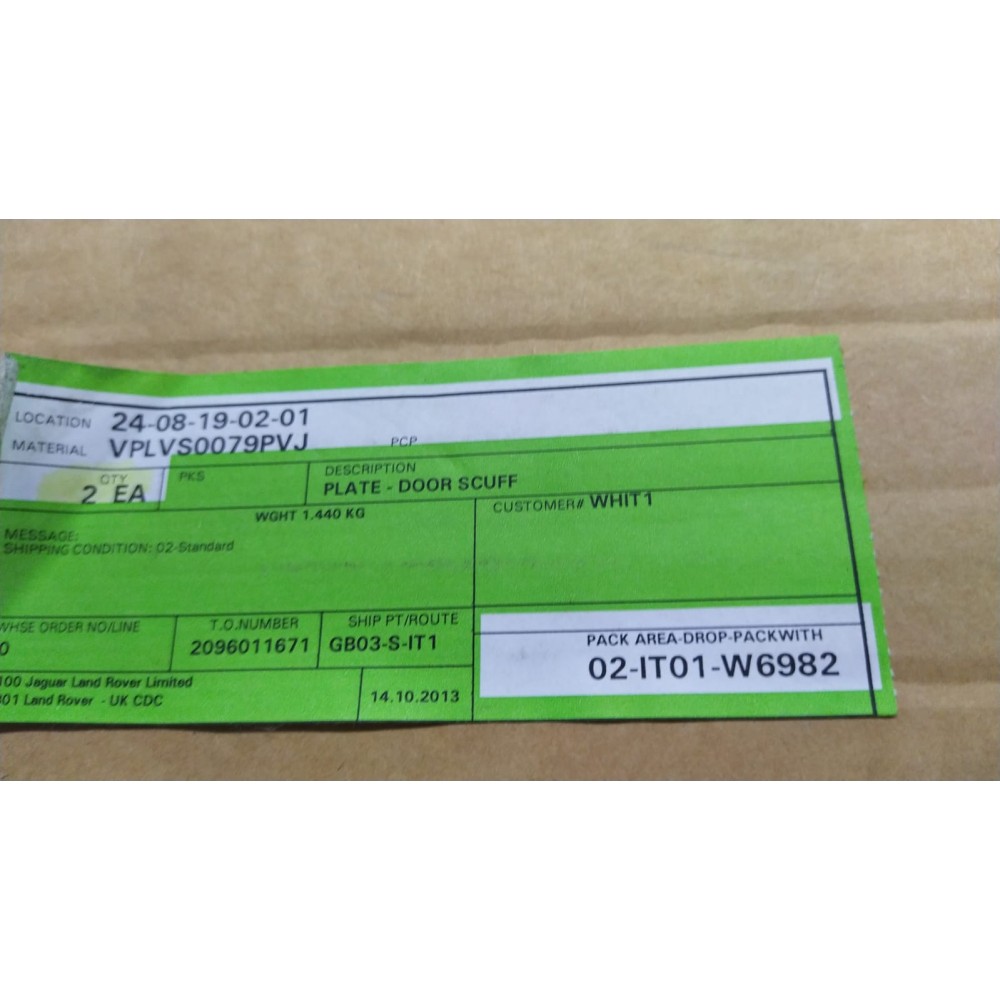 LOCATION 24-08-19-02-01
MATERIAL VPLVS0079PVJ PCP
QTY 2 EA
PKS
DESCRIPTION
PLATE - DOOR SCUFF
WGHT 1.440 KG
CUSTOMER# WHIT1
MESSAGE:
SHIPPING CONDITION: 02-Standard
WHSE ORDER NO/LINE
0
T.O.NUMBER
2096011671
SHIP PT/ROUTE
GB03-S-IT1
PACK AREA-DROP-PACKWITH
02-IT01-W6982
100 Jaguar Land Rover Limited
01 Land Rover - UK CDC
14.10.2013